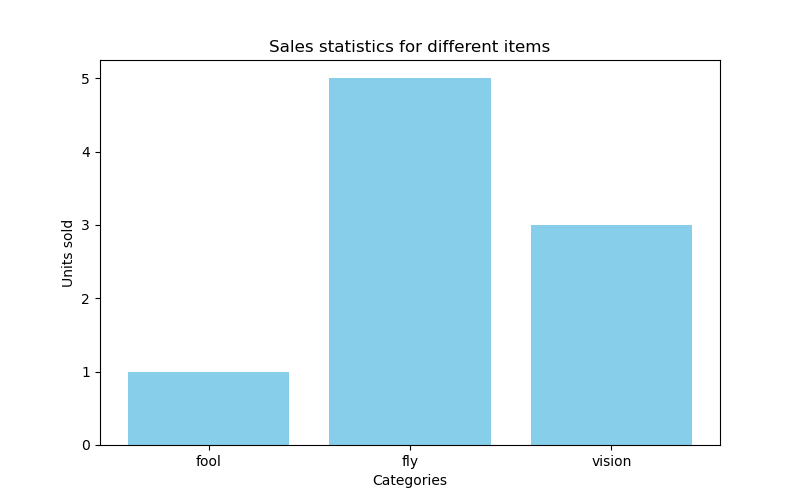 Sales statistics for different items
Units sold
5
4
3
2
1
0
fool fly vision
Categories